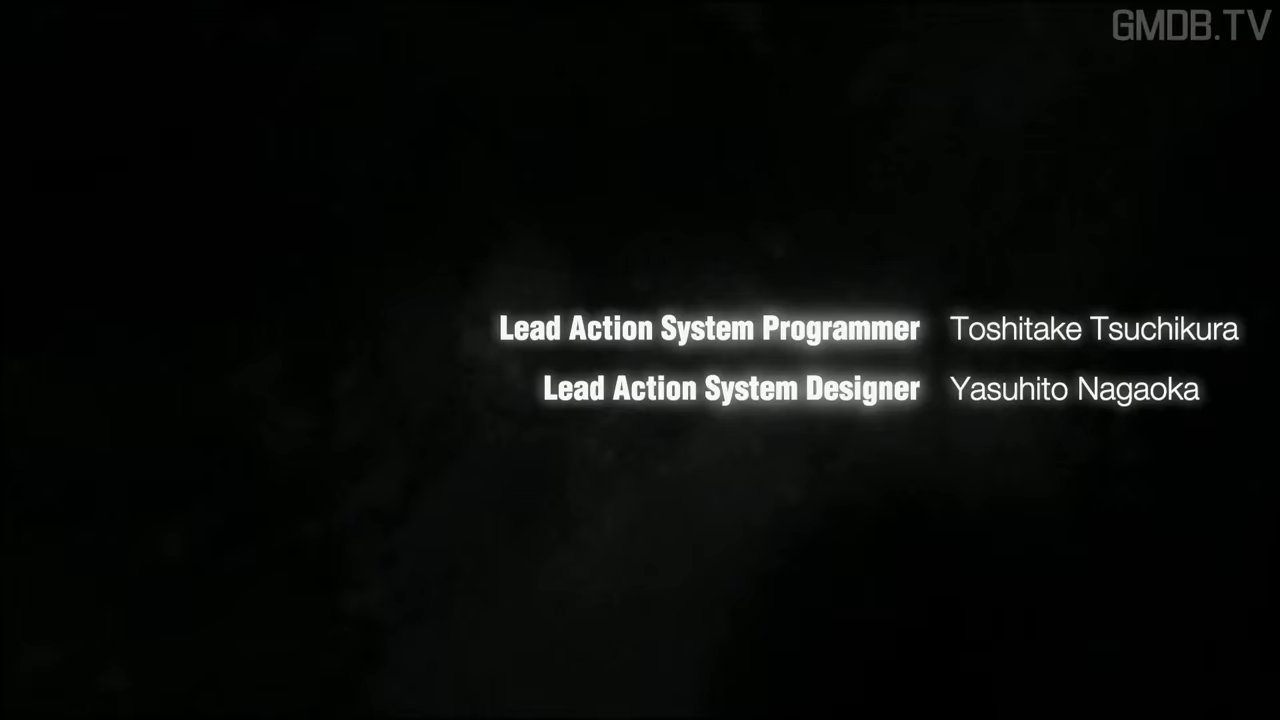 GMDB.TV
Lead Action System Programmer Toshitake Tsuchikura
Lead Action System Designer Yasuhito Nagaoka